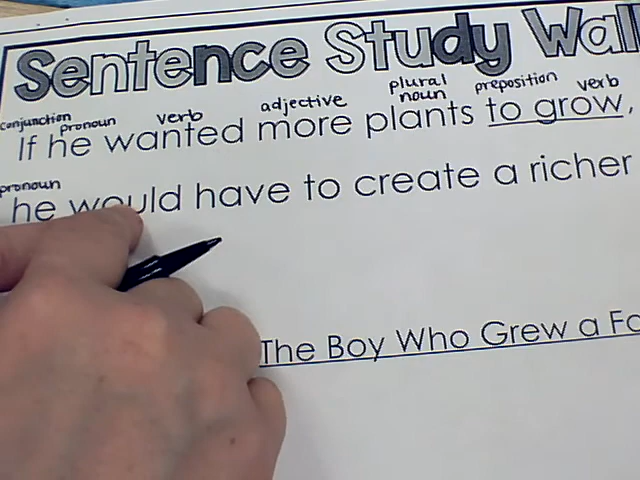 Sentence Study Wall
conjunction pronoun verb adjective plural noun preposition verb
If he wanted more plants to grow,
pronoun
he would have to create a richer
The Boy Who Grew a Fo